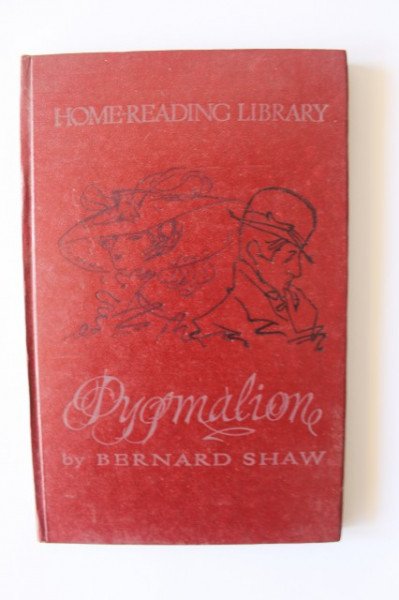 HOME-READING LIBRARY
Pygmalion
by BERNARD SHAW